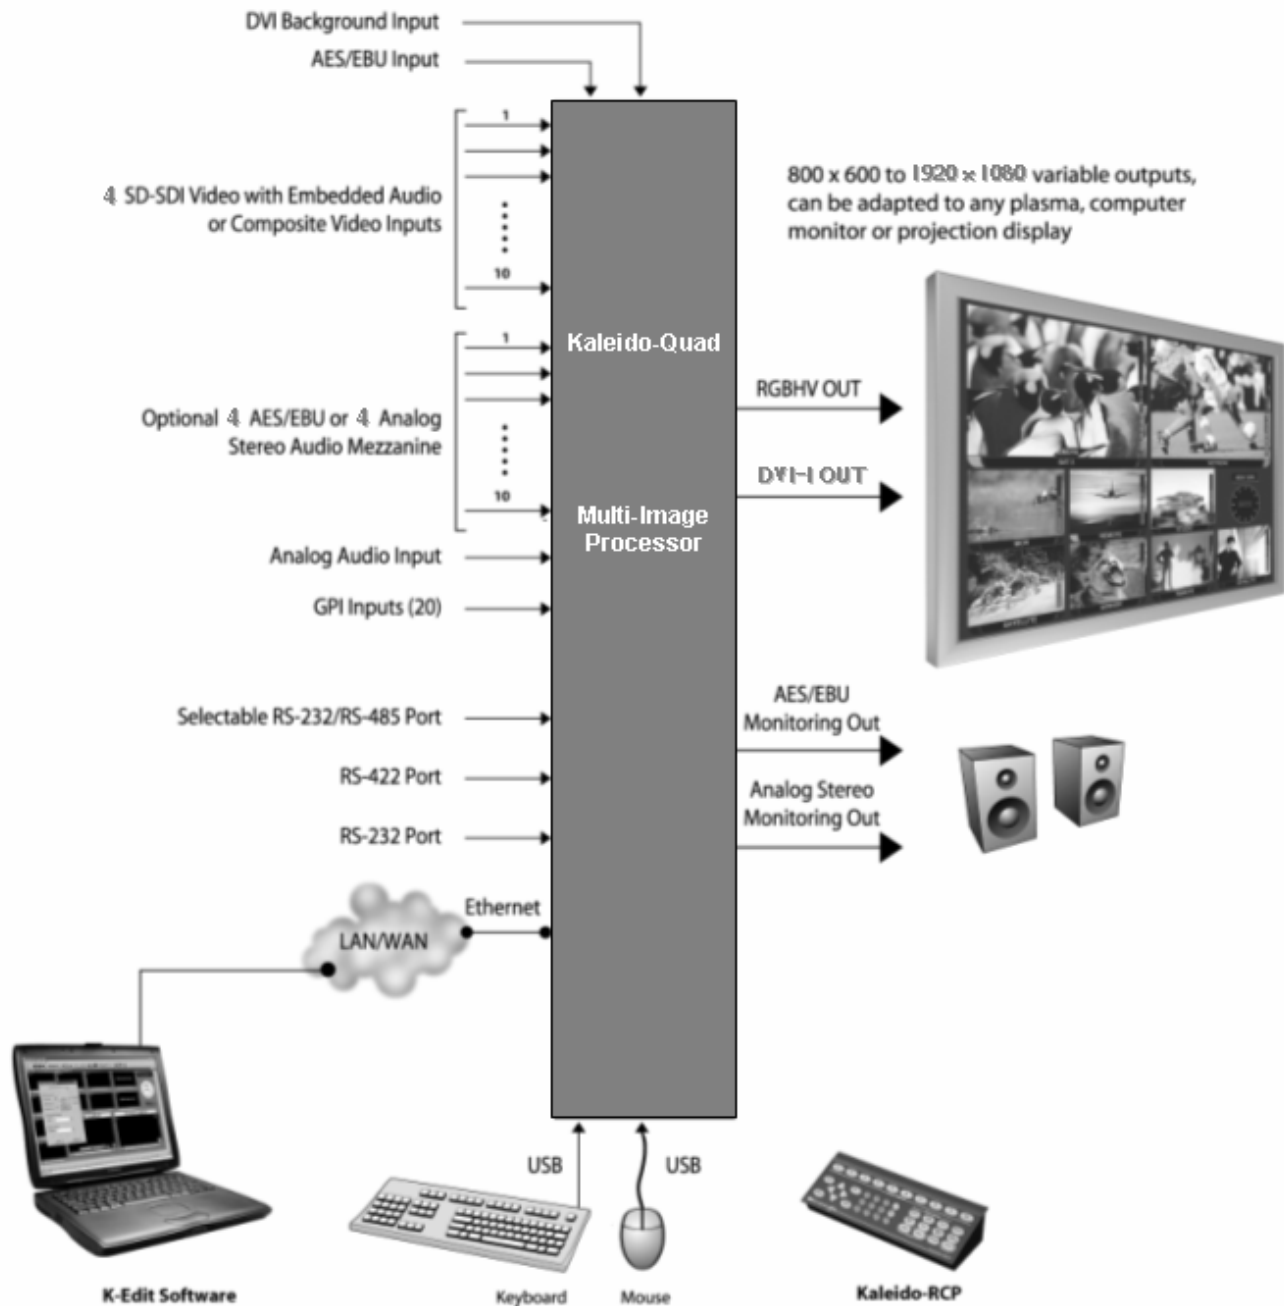 DVI Background Input
AES/EBU Input
1
4 SD-SDI Video with Embedded Audio
or Composite Video Inputs
10
800 x 600 to 1920 x 1080 variable outputs,
can be adapted to any plasma, computer
monitor or projection display
1
Optional 4 AES/EBU or 4 Analog
Stereo Audio Mezzanine
10
Kaleido-Quad
Multi-Image
Processor
RGBHV OUT
DVI-I OUT
Analog Audio Input
GPI Inputs (20)
Selectable RS-232/RS-485 Port
RS-422 Port
RS-232 Port
AES/EBU
Monitoring Out
Analog Stereo
Monitoring Out
Ethernet
LAN/WAN
USB
USB
K-Edit Software
Keyboard
Mouse
Kaleido-RCP